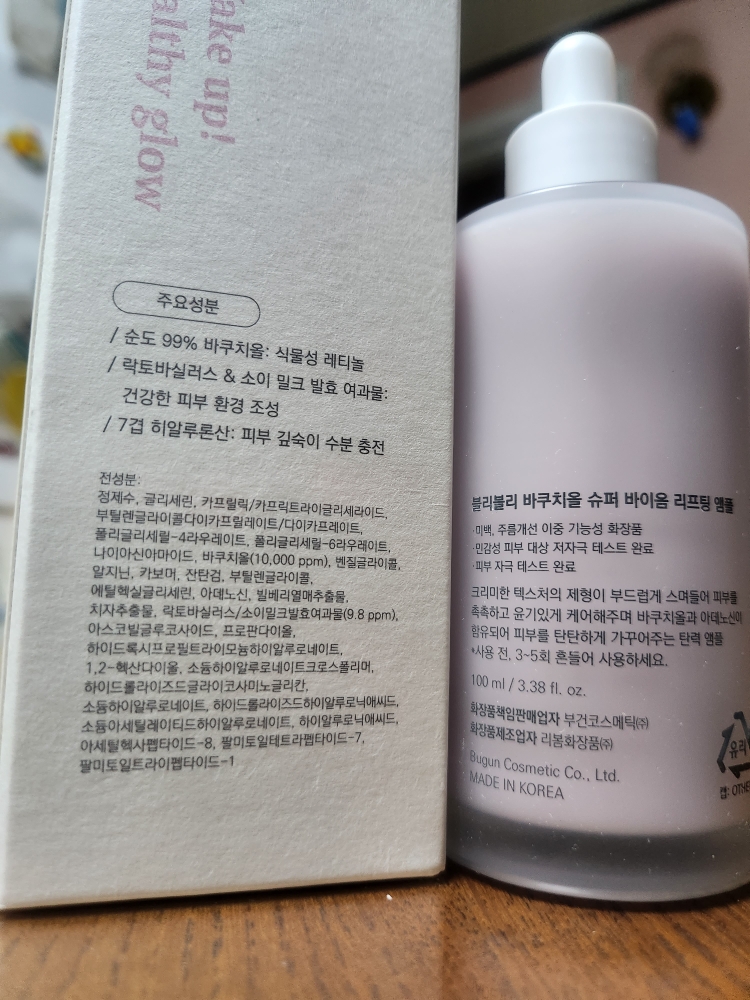 ake up!
althy glow
주요성분
/ 순도 99% 바쿠치올: 식물성 레티놀
/ 락토바실러스 & 소이 밀크 발효 여과물:
건강한 피부 환경 조성
/ 7겹 히알루론산: 피부 깊숙이 수분 충전
전성분:
정제수, 글리세린, 카프릴릭/카프릭트라이글리세라이드,
부틸렌글라이콜다이카프릴레이트/다이카프레이트,
폴리글리세릴-4라우레이트, 폴리글리세릴-6라우레이트,
나이아신아마이드, 바쿠치올(10,000 ppm), 벤질글라이콜,
알지닌, 카보머, 잔탄검, 부틸렌글라이콜,
에틸헥실글리세린, 아데노신, 빌베리열매추출물,
치자추출물, 락토바실러스/소이밀크발효여과물(9.8 ppm),
아스코빌글루코사이드, 프로판다이올,
하이드록시프로필트라이모늄하이알루로네이트,
1,2-헥산다이올, 소듐하이알루로네이트크로스폴리머,
하이드롤라이즈드글라이코사미노글리칸,
소듐하이알루로네이트, 하이드롤라이즈드하이알루로닉애씨드,
소듐아세틸레이티드하이알루로네이트, 하이알루로닉애씨드,
아세틸헥사펩타이드-8, 팔미토일테트라펩타이드-7,
팔미토일트라이펩타이드-1
블리블리 바쿠치올 슈퍼 바이옴 리프팅 앰플
·미백, 주름개선 이중 기능성 화장품
·민감성 피부 대상 저자극 테스트 완료
·피부 자극 테스트 완료
크리미한 텍스처의 제형이 부드럽게 스며들어 피부를
촉촉하고 윤기있게 케어해주며 바쿠치올과 아데노신이
함유되어 피부를 탄탄하게 가꾸어주는 탄력 앰플
*사용 전, 3~5회 흔들어 사용하세요.
100 ml / 3.38 fl. oz.
화장품책임판매업자 부건코스메틱㈜
화장품제조업자 리봄화장품㈜
Bugun Cosmetic Co., Ltd.
MADE IN KOREA
유리
캡: OTHE